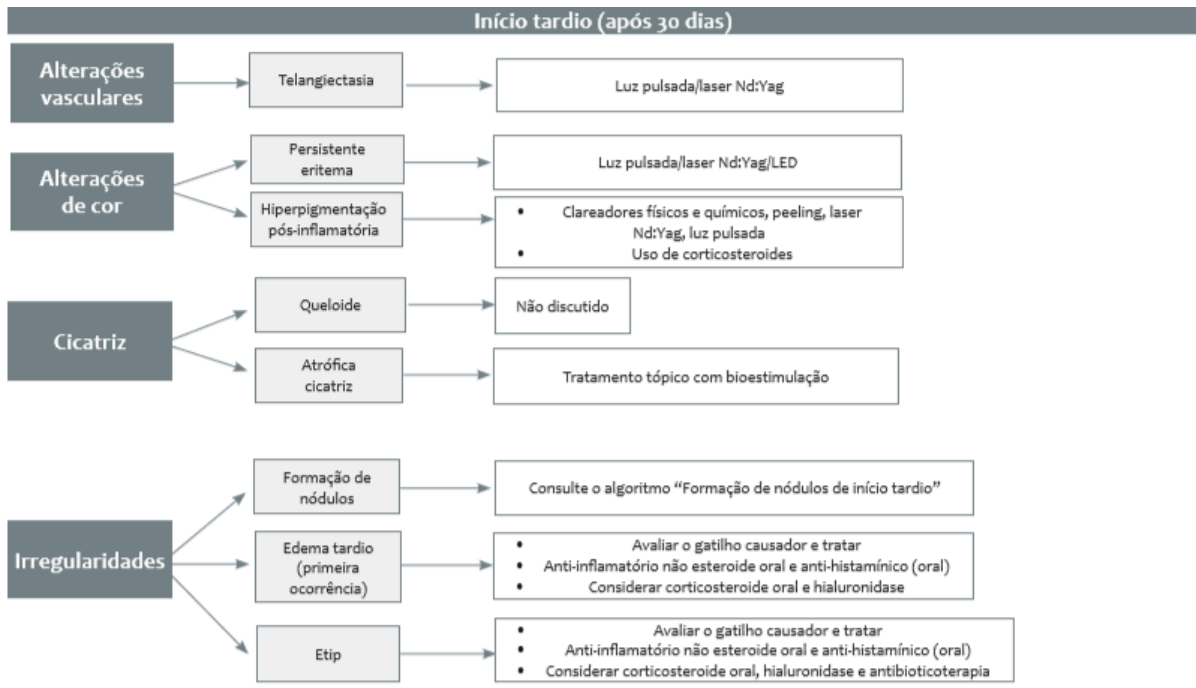 Início tardio (após 30 dias)
Alterações
vasculares
Telangiectasia
Luz pulsada/laser Nd:Yag
Alterações
de cor
Persistente
eritema
Luz pulsada/laser Nd:Yag/LED
Hiperpigmentação
pós-inflamatória
• Clareadores físicos e químicos, peeling, laser
Nd:Yag, luz pulsada
• Uso de corticosteroides
Cicatriz
Queloide
Não discutido
Atrófica
cicatriz
Tratamento tópico com bioestimulação
Irregularidades
Formação de
nódulos
Consulte o algoritmo “Formação de nódulos de início tardio”
Edema tardio
(primeira
ocorrência)
• Avaliar o gatilho causador e tratar
• Anti-inflamatório não esteroide oral e anti-histamínico (oral)
• Considerar corticosteroide oral e hialuronidase
Etip
• Avaliar o gatilho causador e tratar
• Anti-inflamatório não esteroide oral e anti-histamínico (oral)
• Considerar corticosteroide oral, hialuronidase e antibioticoterapia